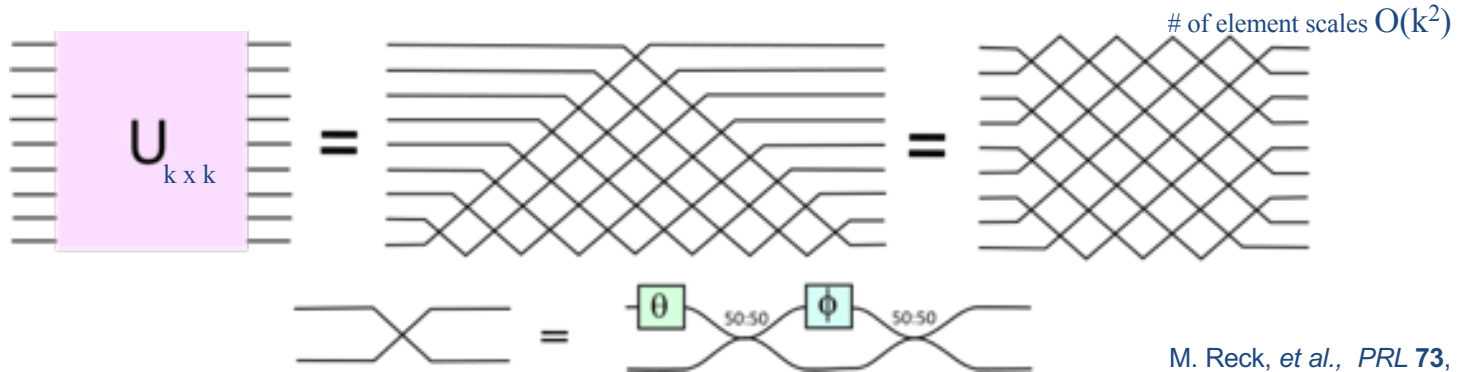 # of element scales O(k²)
U k x k
=
=
=
θ
50:50
ϕ
50:50
M. Reck, et al., PRL 73,